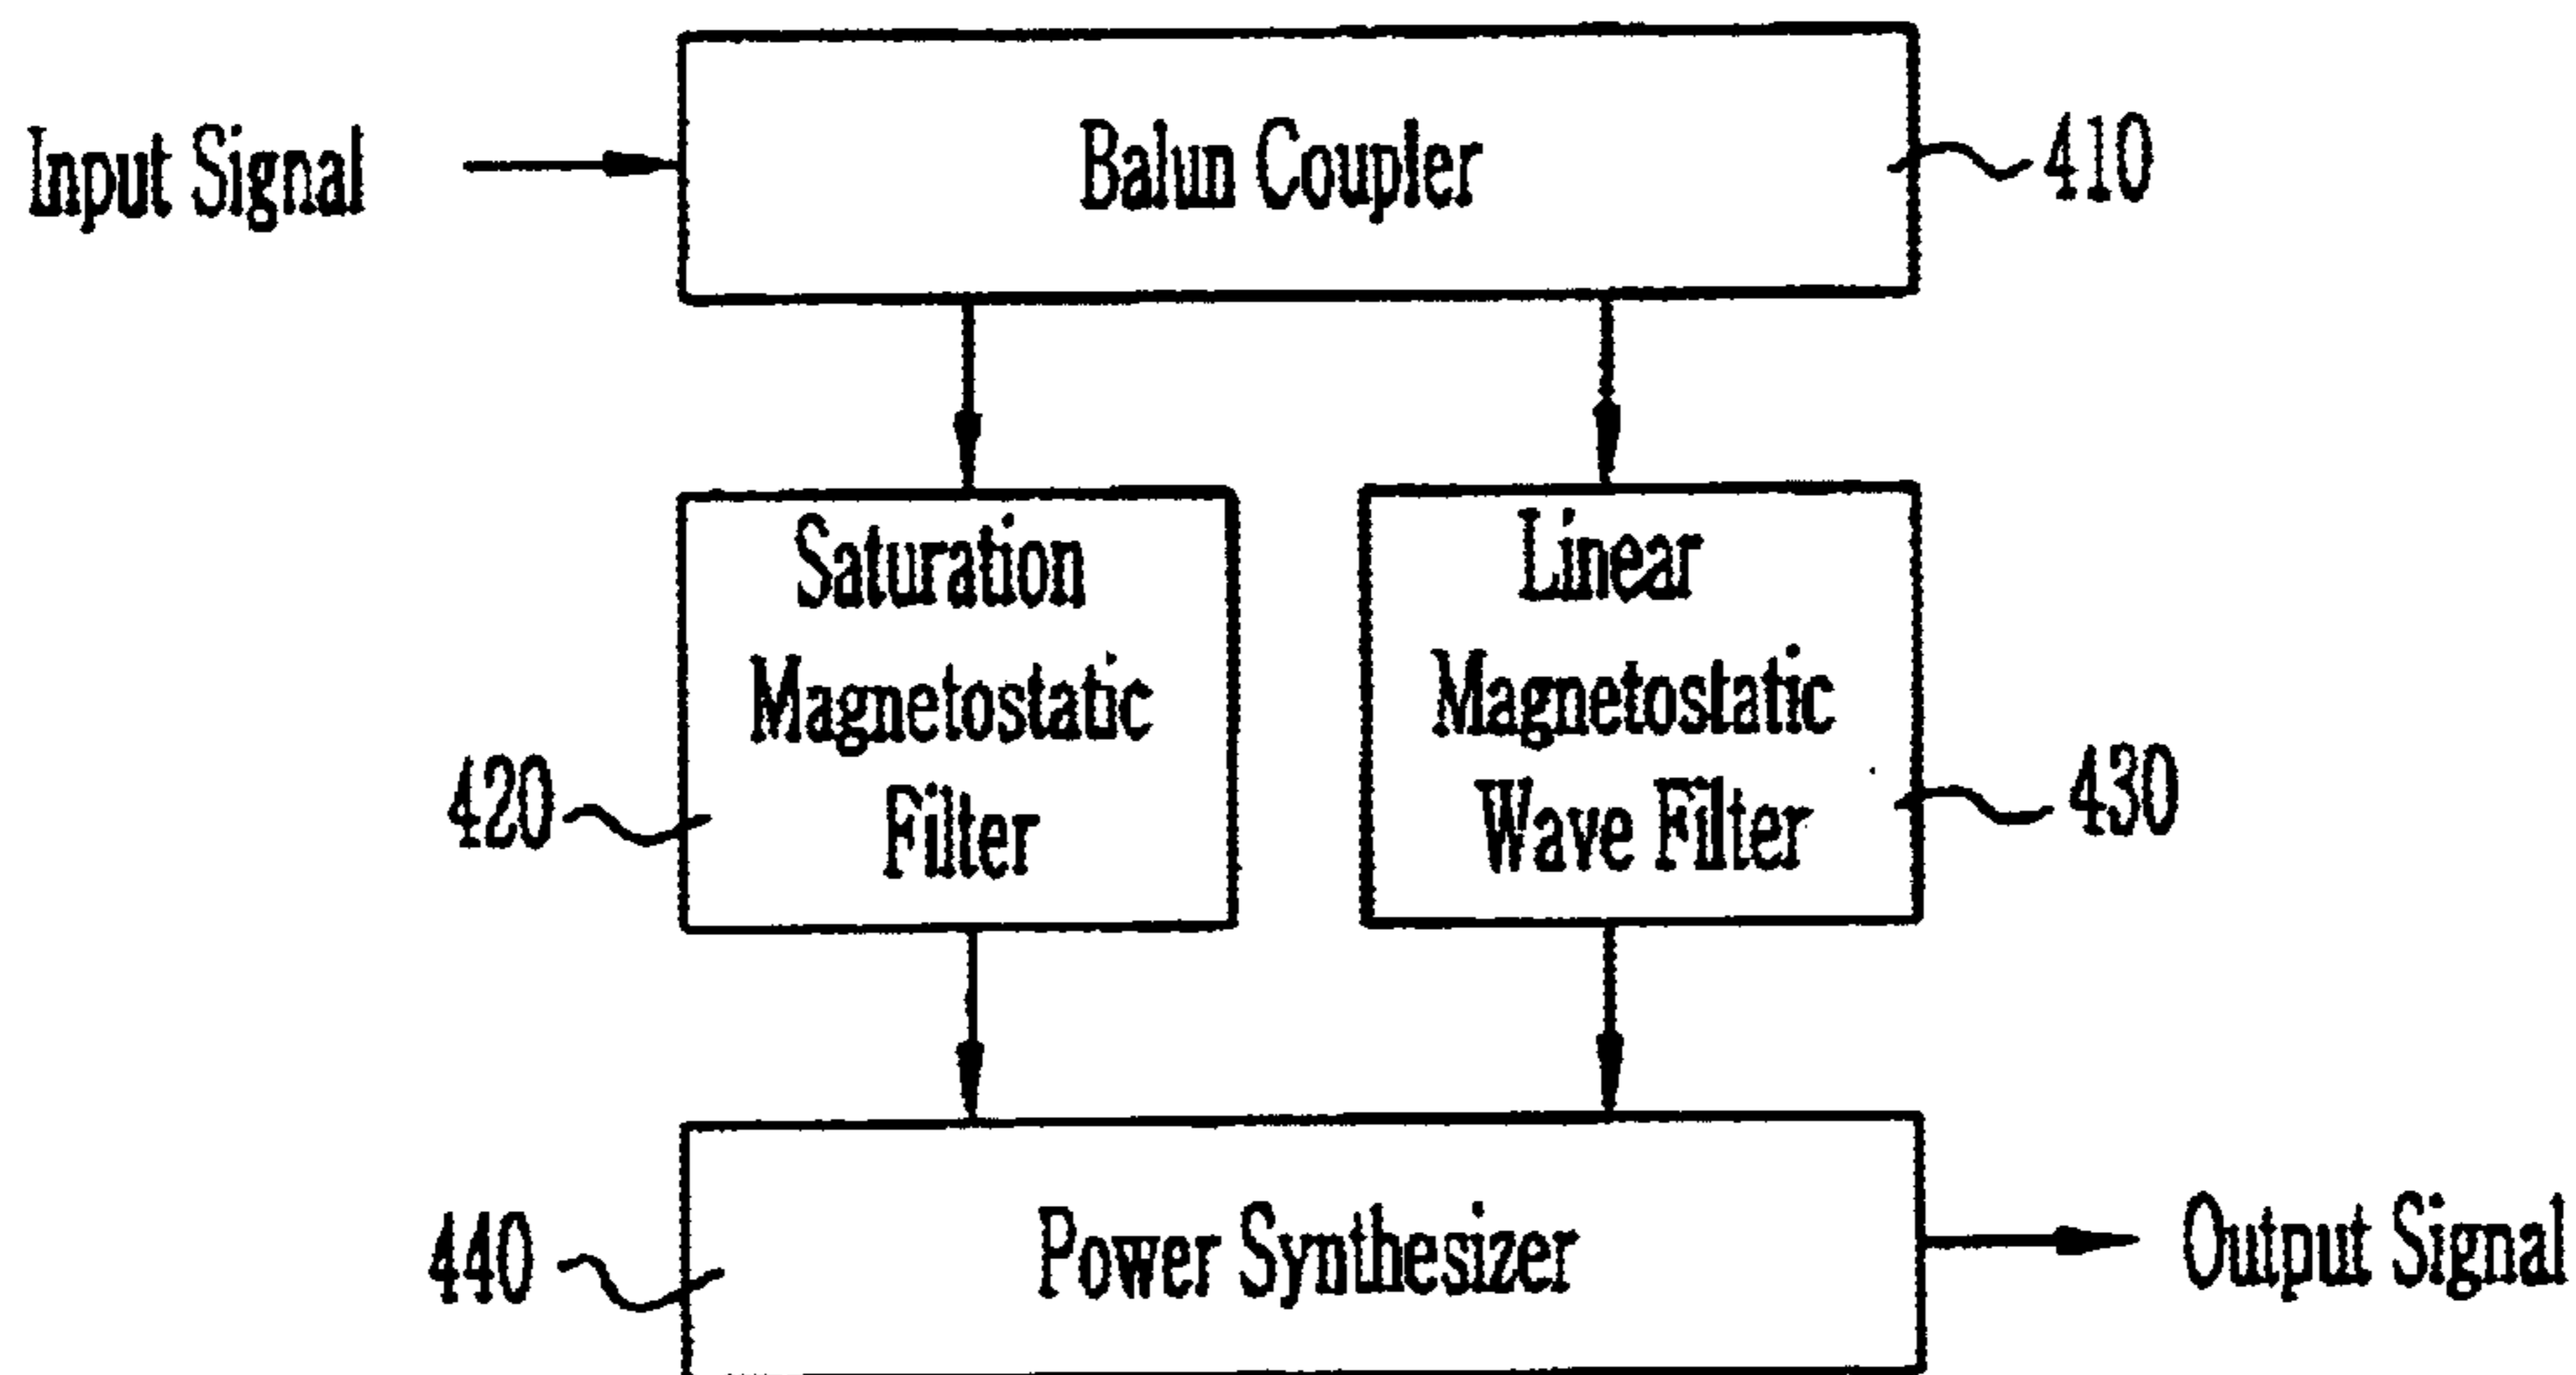 Input Signal
Balun Coupler
410
Saturation
Magnetostatic
Filter
420
Linear
Magnetostatic
Wave Filter
430
440
Power Synthesizer
Output Signal